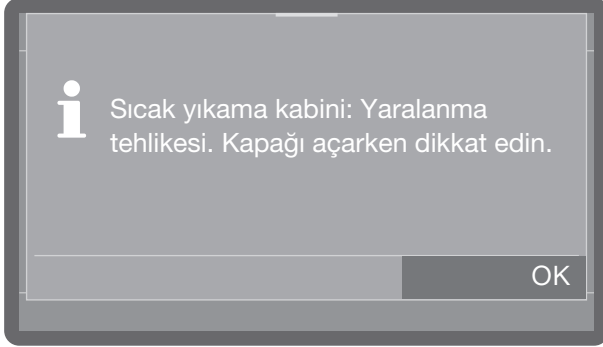 Sıcak yıkama kabini: Yaralanma
tehlikesi. Kapağı açarken dikkat edin.
OK